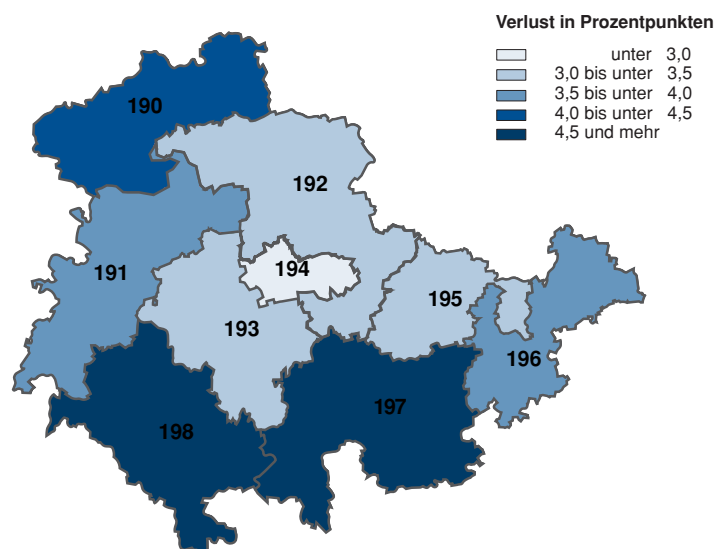 Verlust in Prozentpunkten
unter 3,0
3,0 bis unter 3,5
3,5 bis unter 4,0
4,0 bis unter 4,5
4,5 und mehr
190
192
194
191
195
193
196
197
198